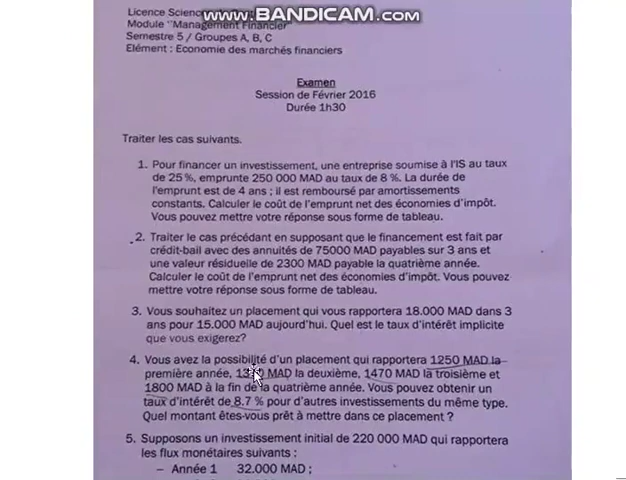 www.BANDICAM.com
Licence Scienc
Module "Management Financier"
Semestre 5 / Groupes A, B, C
Elément : Economie des marchés financiers
Examen
Session de Février 2016
Durée 1h30
Traiter les cas suivants.
1. Pour financer un investissement, une entreprise soumise à l'IS au taux
de 25%, emprunte 250 000 MAD au taux de 8 %. La durée de
l'emprunt est de 4 ans ; il est remboursé par amortissements
constants. Calculer le coût de l'emprunt net des économies d'impôt.
Vous pouvez mettre votre réponse sous forme de tableau.
2. Traiter le cas précédant en supposant que le financement est fait par
crédit-bail avec des annuités de 75000 MAD payables sur 3 ans et
une valeur résiduelle de 2300 MAD payable la quatrième année.
Calculer le coût de l'emprunt net des économies d'impôt. Vous pouvez
mettre votre réponse sous forme de tableau.
3. Vous souhaitez un placement qui vous rapportera 18.000 MAD dans 3
ans pour 15.000 MAD aujourd'hui. Quel est le taux d'intérêt implicite
que vous exigerez?
4. Vous avez la possibilité d'un placement qui rapportera 1250 MAD la
première année, MAD la deuxième, 1470 MAD la troisième et
1800 MAD à la fin de la quatrième année. Vous pouvez obtenir un
taux d'intérêt de 8.7 % pour d'autres investissements du même type.
Quel montant êtes-vous prêt à mettre dans ce placement ?
5. Supposons un investissement initial de 220 000 MAD qui rapportera
les flux monétaires suivants :
– Année 1 32.000 MAD ;